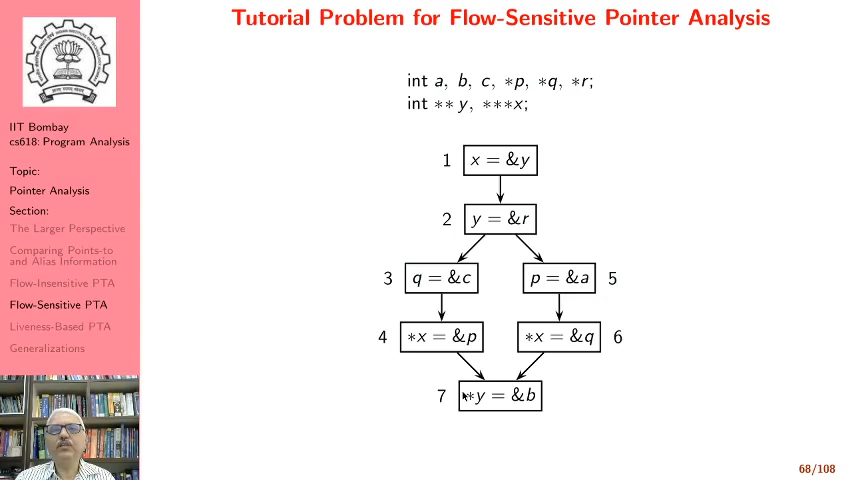 Tutorial Problem for Flow-Sensitive Pointer Analysis
IIT Bombay
cs618: Program Analysis
Topic:
Pointer Analysis
Section:
The Larger Perspective
Comparing Points-to
and Alias Information
Flow-Insensitive PTA
Flow-Sensitive PTA
Liveness-Based PTA
Generalizations
int a, b, c, *p, *q, *r;
int ** y, ***x;
1 x = &y
2 y = &r
3 q = &c
p = &a 5
4 *x = &p
*x = &q 6
7 *y = &b
68/108